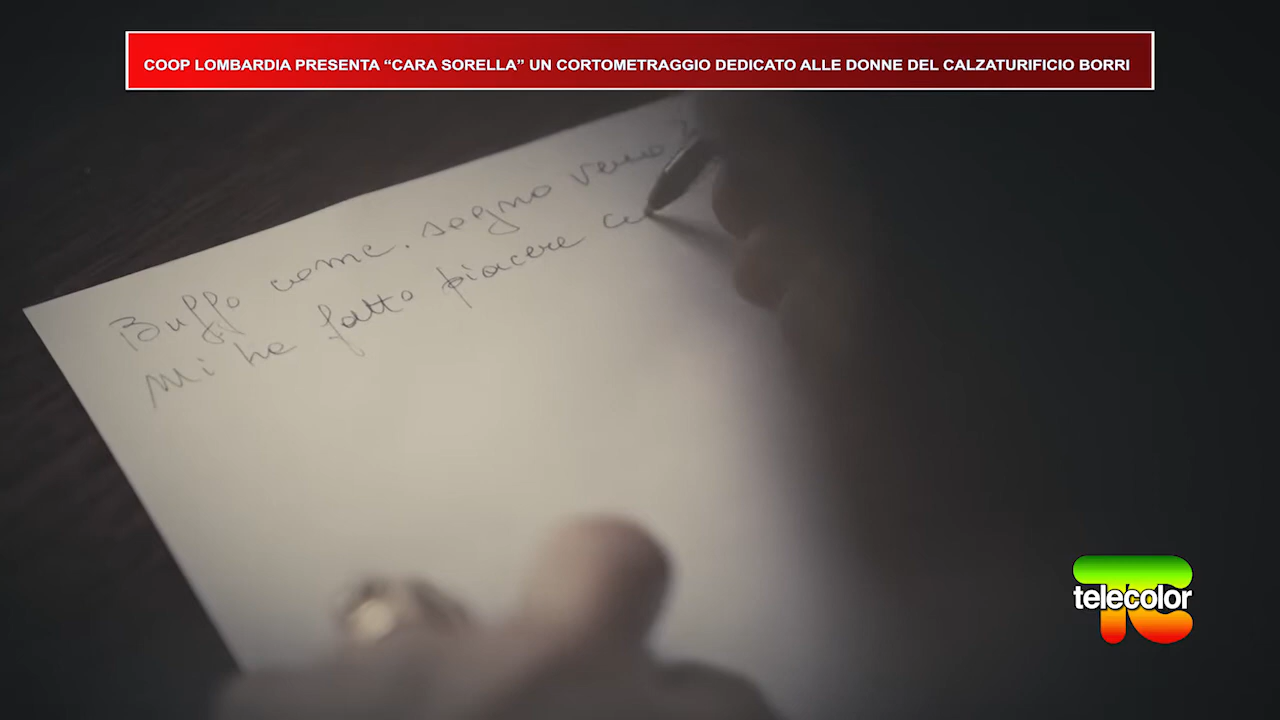 COOP LOMBARDIA PRESENTA “CARA SORELLA” UN CORTOMETRAGGIO DEDICATO ALLE DONNE DEL CALZATURIFICIO BORRI
Buffo come. sogno
Mi ha fatto piacere
telecolor